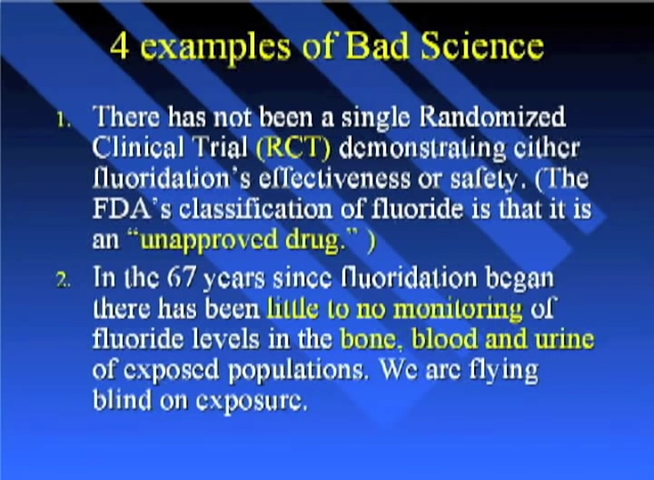 4 examples of Bad Science
1. There has not been a single Randomized
Clinical Trial (RCT) demonstrating either
fluoridation's effectiveness or safety. (The
FDA's classification of fluoride is that it is
an “unapproved drug.” )
2. In the 67 years since fluoridation began
there has been little to no monitoring of
fluoride levels in the bone, blood and urine
of exposed populations. We are flying
blind on exposure.